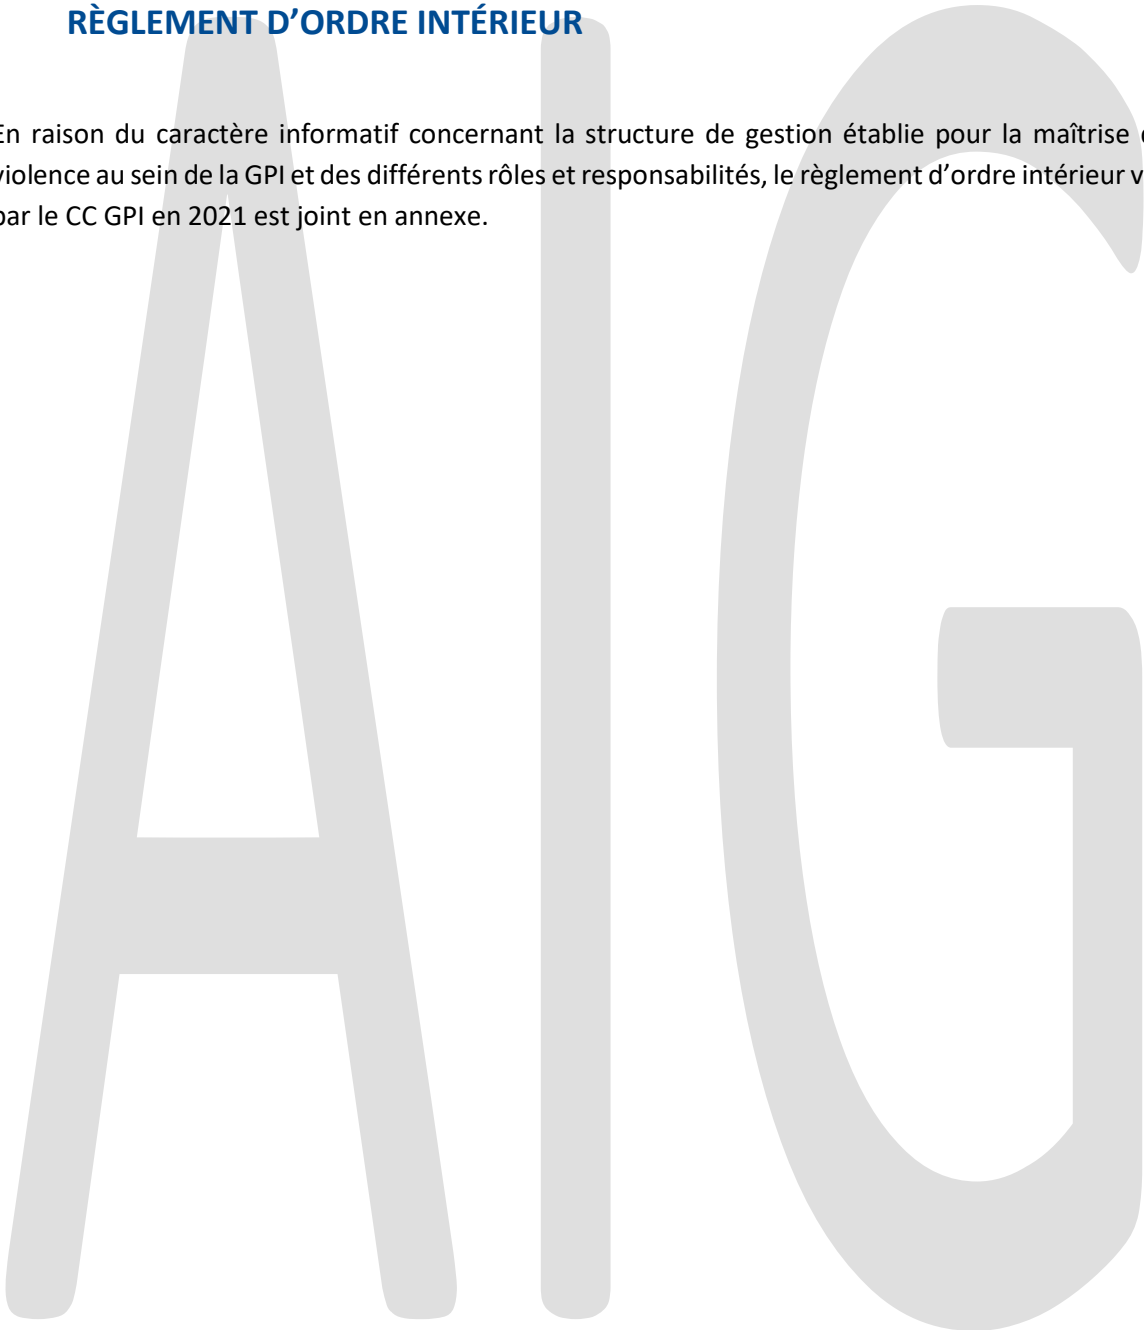 RÈGLEMENT D’ORDRE INTÉRIEUR
En raison du caractère informatif concernant la structure de gestion établie pour la maîtrise
violence au sein de la GPI et des différents rôles et responsabilités, le règlement d’ordre intérieur
par le CC GPI en 2021 est joint en annexe.
AIG